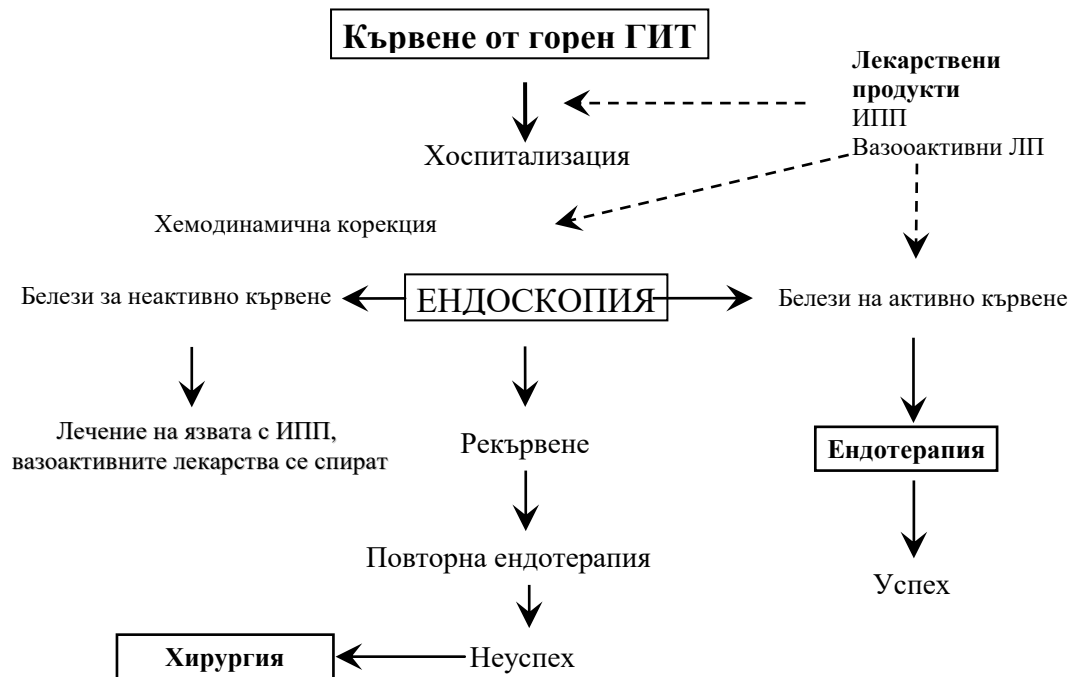 Кървене от горен ГИТ
Лекарствени
продукти
ИПП
Вазооактивни ЛП
Хоспитализация
Хемодинамична корекция
Белези за неактивно кървене
ЕНДОСКОПИЯ
Белези на активно кървене
Лечение на язвата с ИПП,
вазоактивните лекарства се спират
Рекървене
Ендотерапия
Повторна ендотерапия
Успех
Хирургия
Неуспех